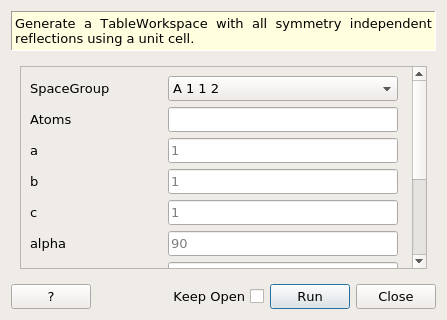 Generate a TableWorkspace with all symmetry independent
reflections using a unit cell.
SpaceGroup A 1 1 2
Atoms
a 1
b 1
c 1
alpha 90
? Keep Open Run Close